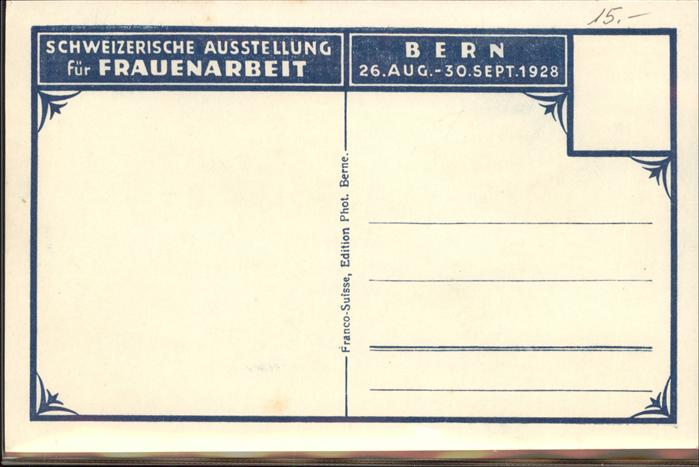 15.-
SCHWEIZERISCHE AUSSTELLUNG
für FRAUENARBEIT
BERN
26.AUG.-30.SEPT.1928
Franco-Suisse, Edition Phot. Berne.